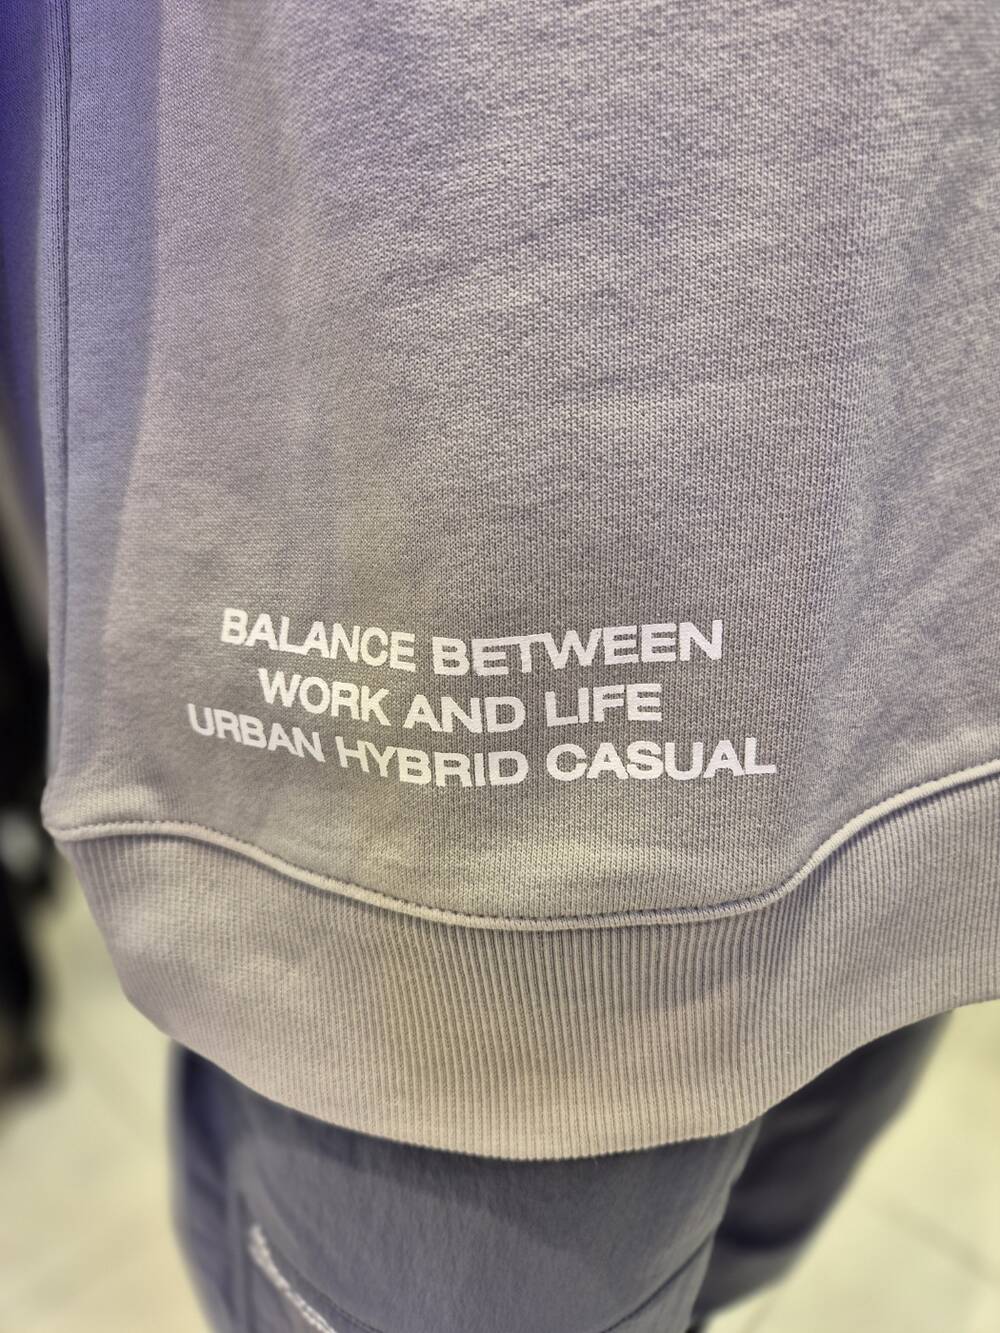 BALANCE BETWEEN
WORK AND LIFE
URBAN HYBRID CASUAL